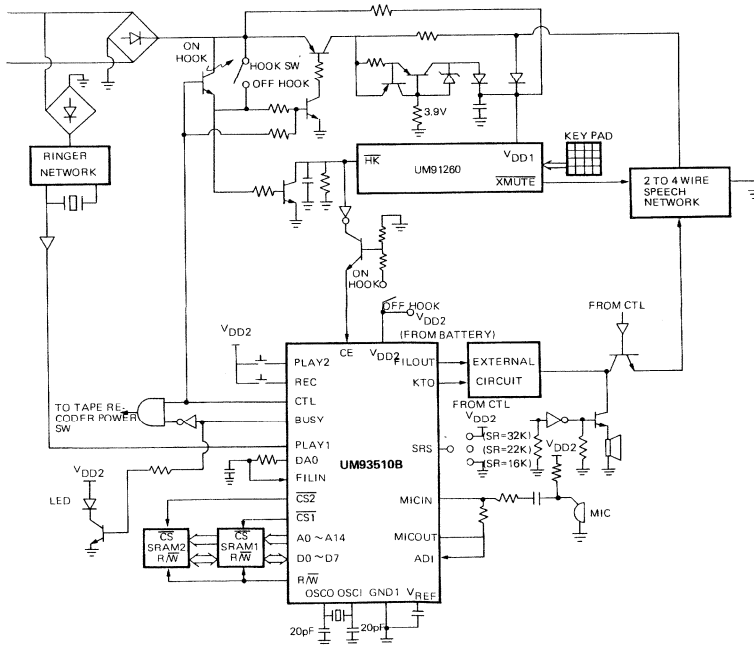 ON
HOOK
HOOK SW
OFF HOOK
3.9V
RINGER
NETWORK
HK
VDD1
UM91260
XMUTE
KEY PAD
2 TO 4 WIRE
SPEECH
NETWORK
ON
HOOK
OFF HOOK
VDD2
(FROM BATTERY)
FROM CTL
VDD2
CE
VDD2
PLAY2
REC
CTL
BUSY
PLAY1
DA0
FILIN
CS2
CS1
A0 ~ A14
D0 ~ D7
R/W
OSCO OSCI GND1 VREF
UM93510B
FILOUT
KTO
SRS
MICIN
MICOUT
ADI
EXTERNAL
CIRCUIT
FROM CTL
VDD2
(SR=32K)
(SR=22K)
(SR=16K)
VDD2
MIC
TO TAPE RE-
CODER POWER
SW
VDD2
LED
CS
SRAM2
R/W
CS
SRAM1
R/W
20pF
20pF